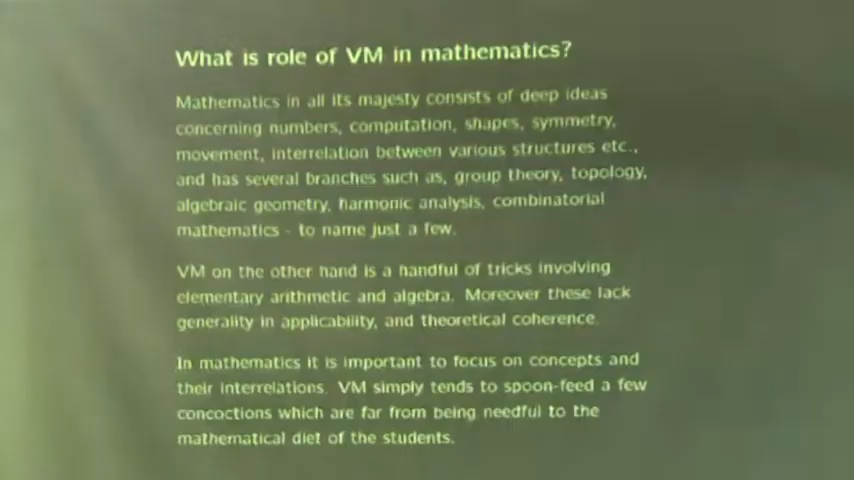 What is role of VM in mathematics?
Mathematics in all its majesty consists of deep ideas
concerning numbers, computation, shapes, symmetry,
movement, interrelation between various structures etc.,
and has several branches such as, group theory, topology,
algebraic geometry, harmonic analysis, combinatorial
mathematics - to name just a few.
VM on the other hand is a handful of tricks involving
elementary arithmetic and algebra. Moreover these lack
generality in applicability, and theoretical coherence.
In mathematics it is important to focus on concepts and
their interrelations. VM simply tends to spoon-feed a few
concoctions which are far from being needful to the
mathematical diet of the students.